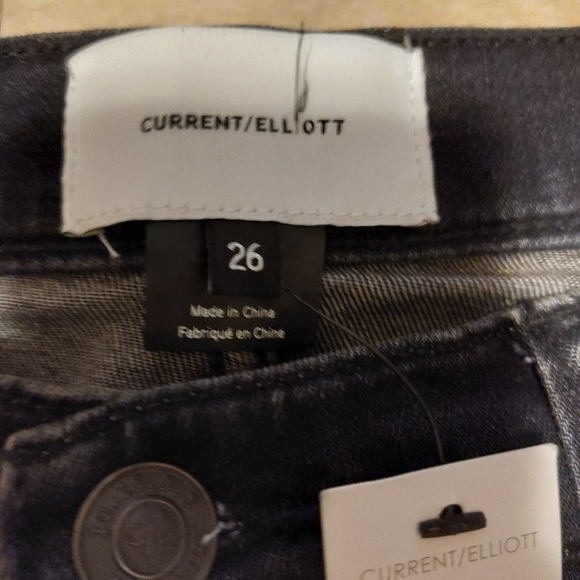 CURRENT/ELLIOTT
26
Made in China
Fabriqué en Chine
CURRENT/ELLIOTT